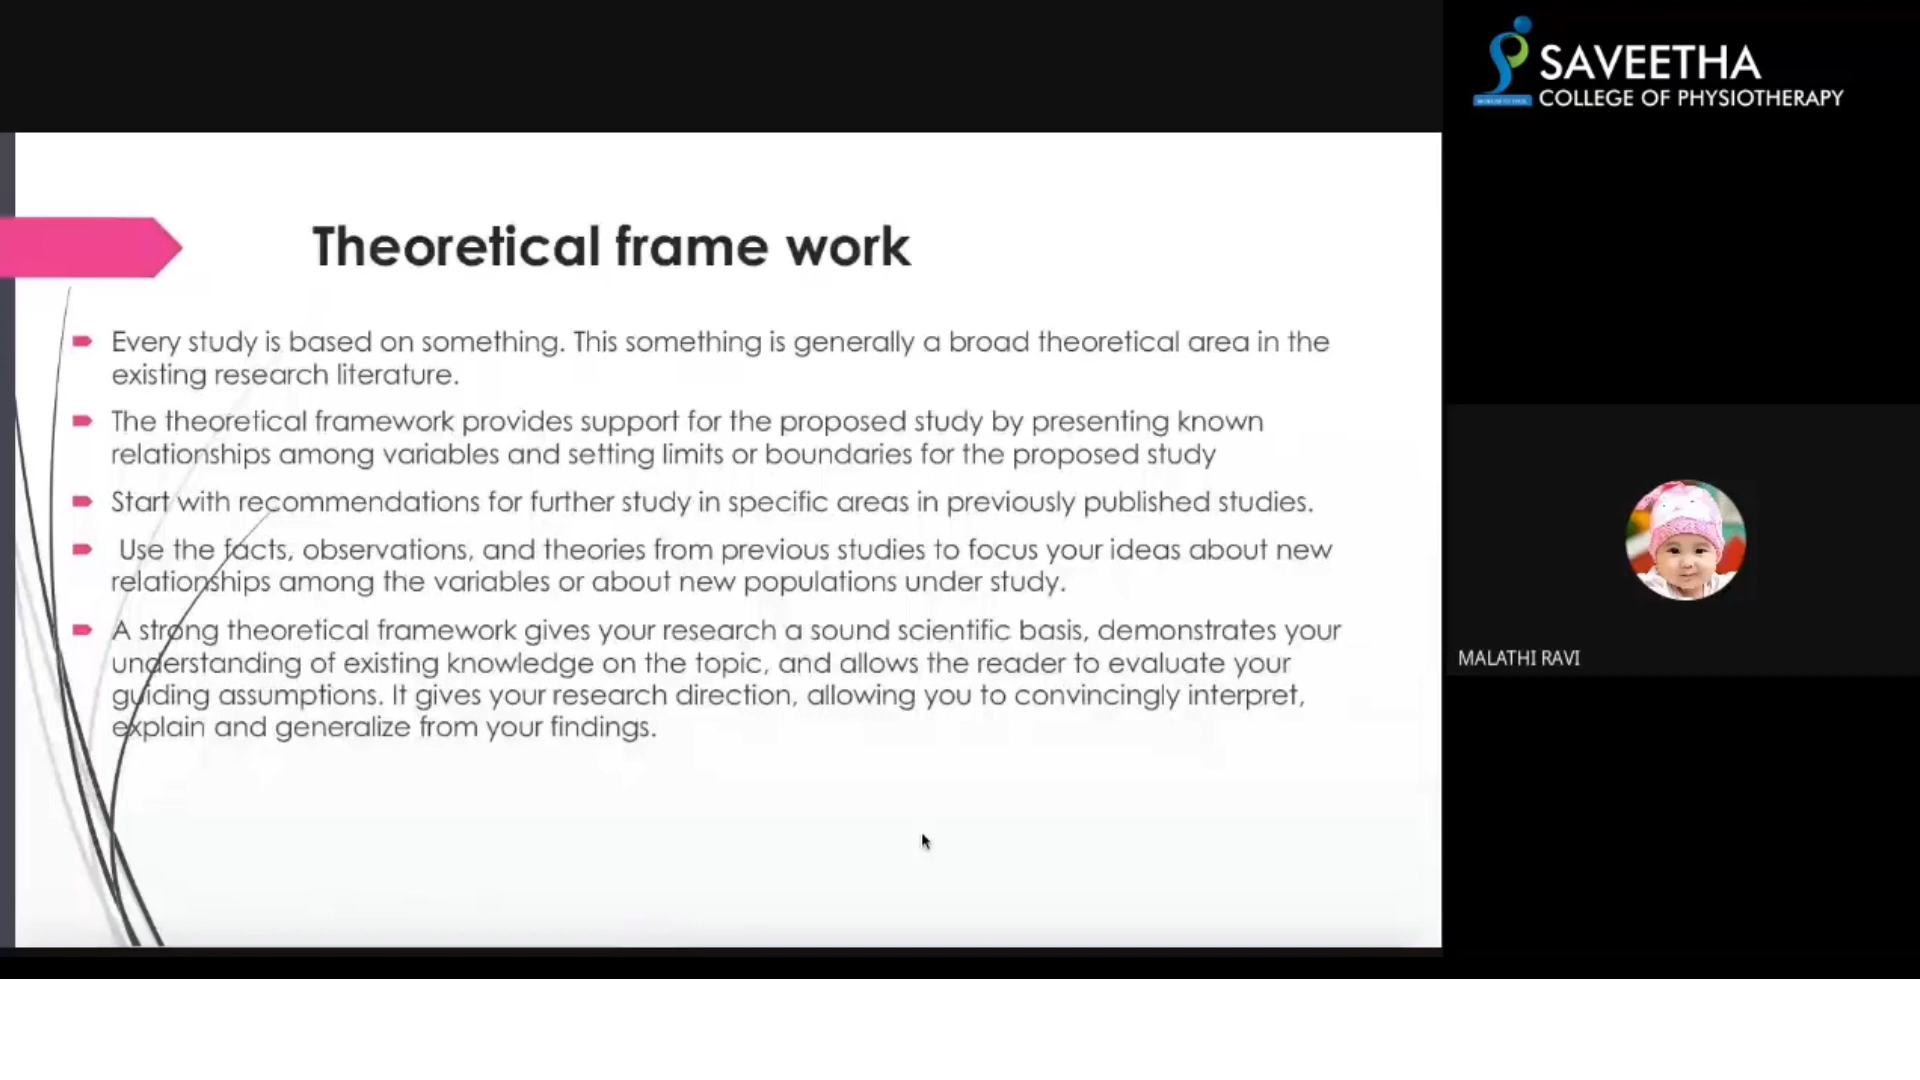 SAVEETHA
COLLEGE OF PHYSIOTHERAPY
Theoretical frame work
Every study is based on something. This something is generally a broad theoretical area in the
existing research literature.
The theoretical framework provides support for the proposed study by presenting known
relationships among variables and setting limits or boundaries for the proposed study
Start with recommendations for further study in specific areas in previously published studies.
Use the facts, observations, and theories from previous studies to focus your ideas about new
relationships among the variables or about new populations under study.
A strong theoretical framework gives your research a sound scientific basis, demonstrates your
understanding of existing knowledge on the topic, and allows the reader to evaluate your
guiding assumptions. It gives your research direction, allowing you to convincingly interpret,
explain and generalize from your findings.
MALATHI RAVI